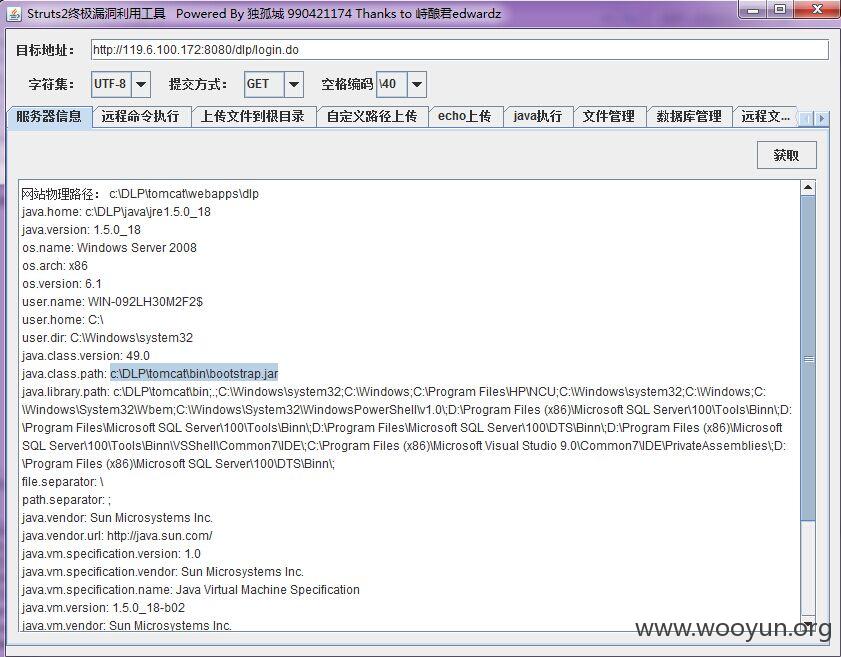 Struts2终极漏洞利用工具 Powered By 独孤城 990421174 Thanks to 峙酿君edwardz
目标地址： http://119.6.100.172:8080/dlp/login.do
字符集： UTF-8 提交方式： GET 空格编码 \40
服务器信息 远程命令执行 上传文件到根目录 自定义路径上传 echo上传 java执行 文件管理 数据库管理 远程文...
获取
网站物理路径： c:\DLP\tomcat\webapps\dlp
java.home: c:\DLP\java\jre1.5.0_18
java.version: 1.5.0_18
os.name: Windows Server 2008
os.arch: x86
os.version: 6.1
user.name: WIN-092LH30M2F2$
user.home: C:\
user.dir: C:\Windows\system32
java.class.version: 49.0
java.class.path: c:\DLP\tomcat\bin\bootstrap.jar
java.library.path: c:\DLP\tomcat\bin;.;C:\Windows\system32;C:\Windows;C:\Program Files\HP\NCU;C:\Windows\system32;C:\Windows;C:
\Windows\System32\Wbem;C:\Windows\System32\WindowsPowerShell\v1.0\;D:\Program Files (x86)\Microsoft SQL Server\100\Tools\Binn\;D:
\Program Files\Microsoft SQL Server\100\Tools\Binn\;D:\Program Files\Microsoft SQL Server\100\DTS\Binn\;D:\Program Files (x86)\Microsoft
SQL Server\100\Tools\Binn\VSShell\Common7\IDE\;C:\Program Files (x86)\Microsoft Visual Studio 9.0\Common7\IDE\PrivateAssemblies\;D:
\Program Files (x86)\Microsoft SQL Server\100\DTS\Binn\;
file.separator: \
path.separator: ;
java.vendor: Sun Microsystems Inc.
java.vendor.url: http://java.sun.com/
java.vm.specification.version: 1.0
java.vm.specification.vendor: Sun Microsystems Inc.
java.vm.specification.name: Java Virtual Machine Specification
java.vm.version: 1.5.0_18-b02
java.vm.vendor: Sun Microsystems Inc.
www.wooyun.org